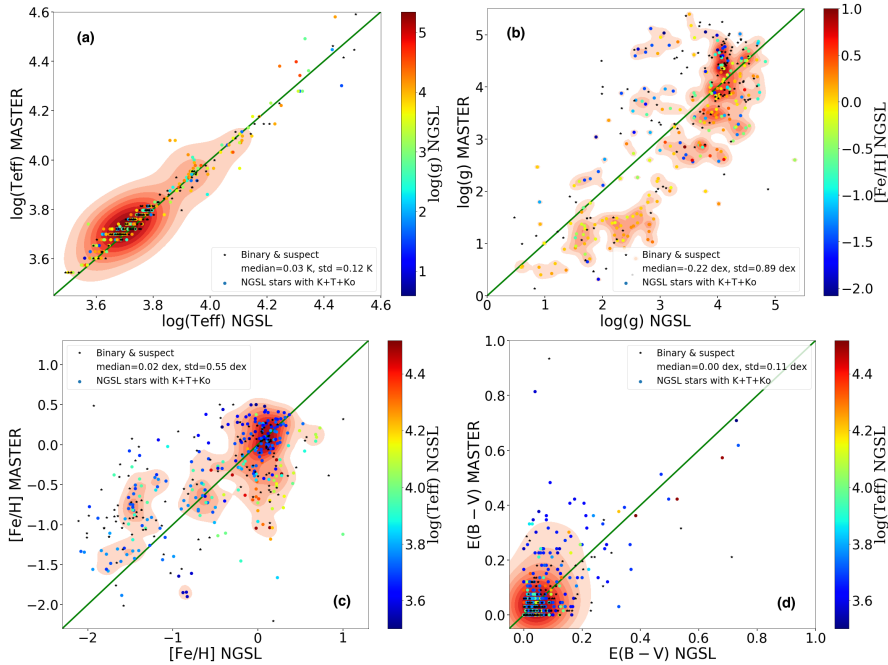 (a)
4.6
4.4
4.2
4.0
3.8
3.6
log(Teff) MASTER
Binary & suspect
median=0.03 K, std =0.12 K
NGSL stars with K+T+Ko
3.6 3.8 4.0 4.2 4.4 4.6
log(Teff) NGSL
5
4
3
2
1
log(g) NGSL
(b)
5
4
3
2
1
0
log(g) MASTER
Binary & suspect
median=-0.22 dex, std=0.89 dex
NGSL stars with K+T+Ko
0 1 2 3 4 5
log(g) NGSL
1.0
0.5
0.0
−0.5
−1.0
−1.5
−2.0
[Fe/H] NGSL
Binary & suspect
median=0.02 dex, std=0.55 dex
NGSL stars with K+T+Ko
1.0
0.5
0.0
−0.5
−1.0
−1.5
−2.0
[Fe/H] MASTER
(c)
−2 −1 0 1
[Fe/H] NGSL
4.4
4.2
4.0
3.8
3.6
log(Teff) NGSL
Binary & suspect
median=0.00 dex, std=0.11 dex
NGSL stars with K+T+Ko
1.0
0.8
0.6
0.4
0.2
0.0
E(B − V) MASTER
(d)
0.0 0.2 0.4 0.6 0.8 1.0
E(B − V) NGSL
4.4
4.2
4.0
3.8
3.6
log(Teff) NGSL